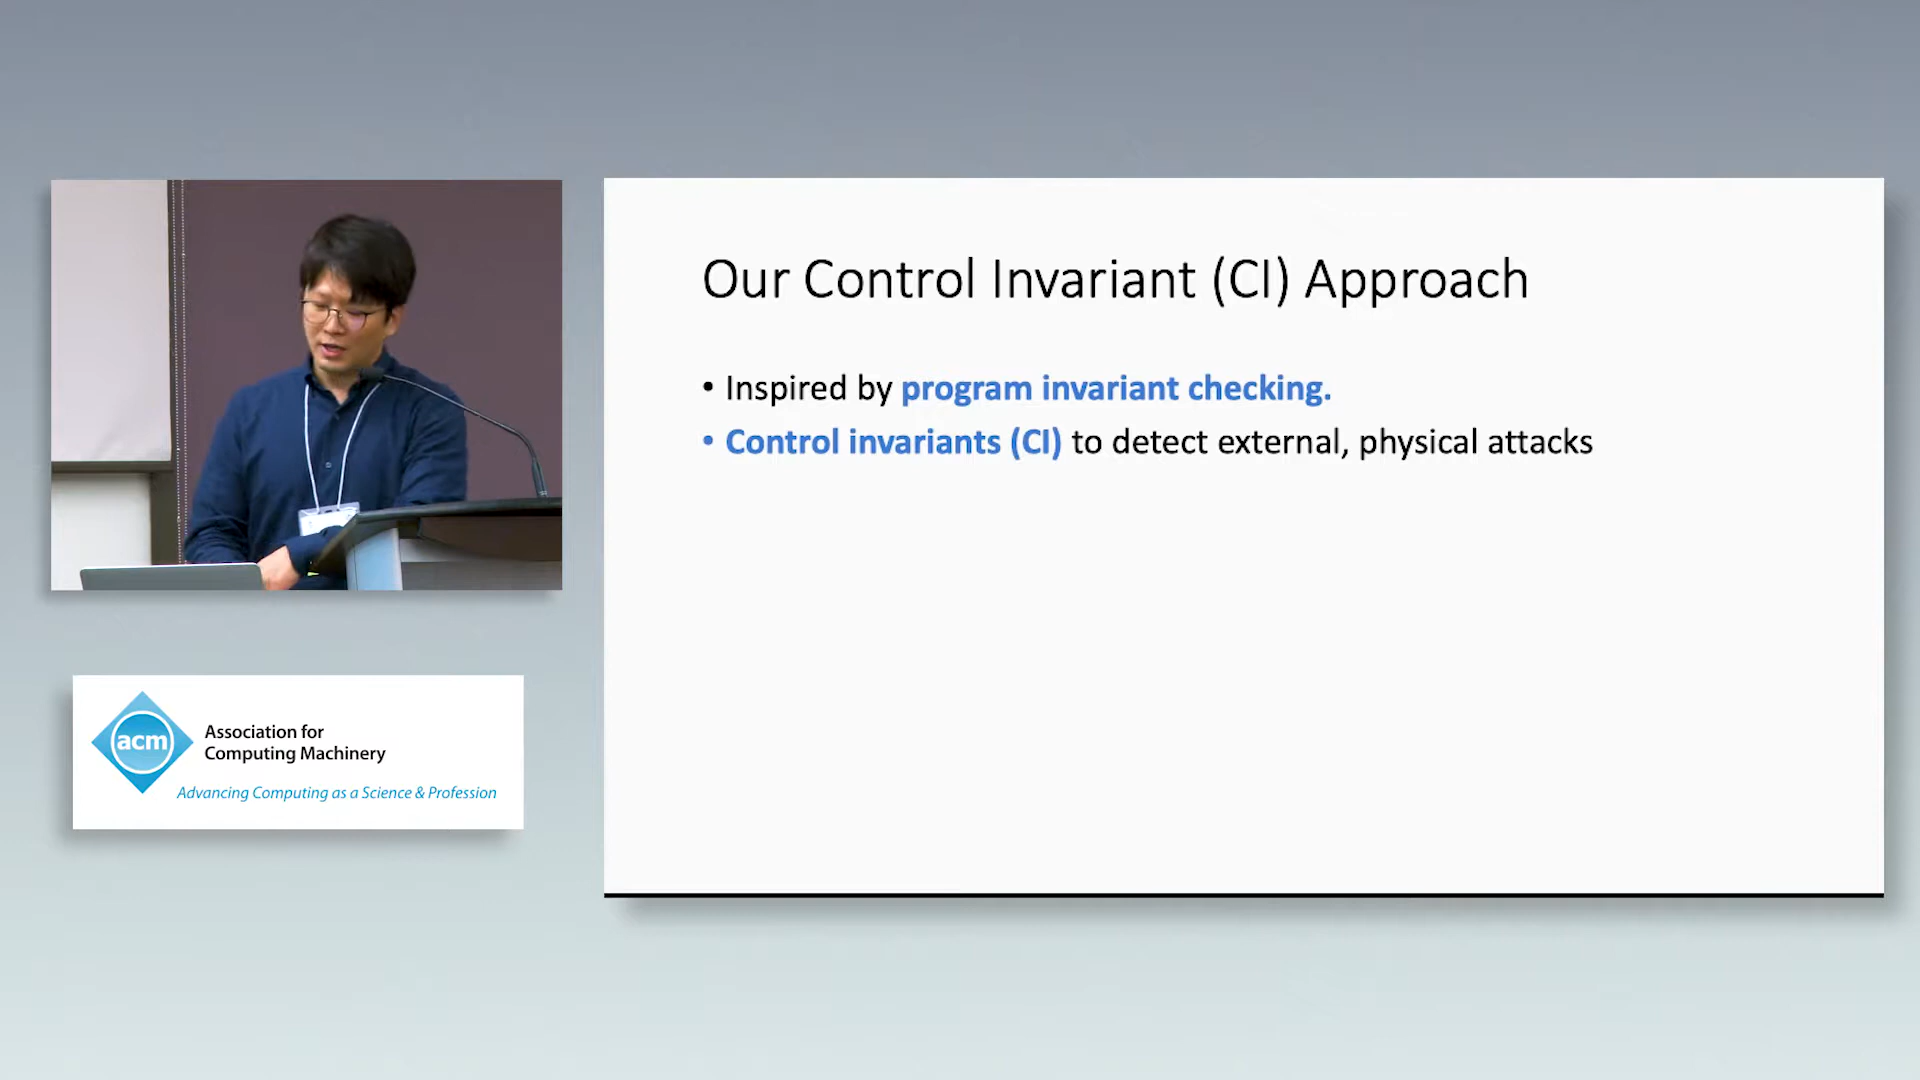 Our Control Invariant (CI) Approach
• Inspired by program invariant checking.
• Control invariants (CI) to detect external, physical attacks
acm
Association for
Computing Machinery
Advancing Computing as a Science & Profession